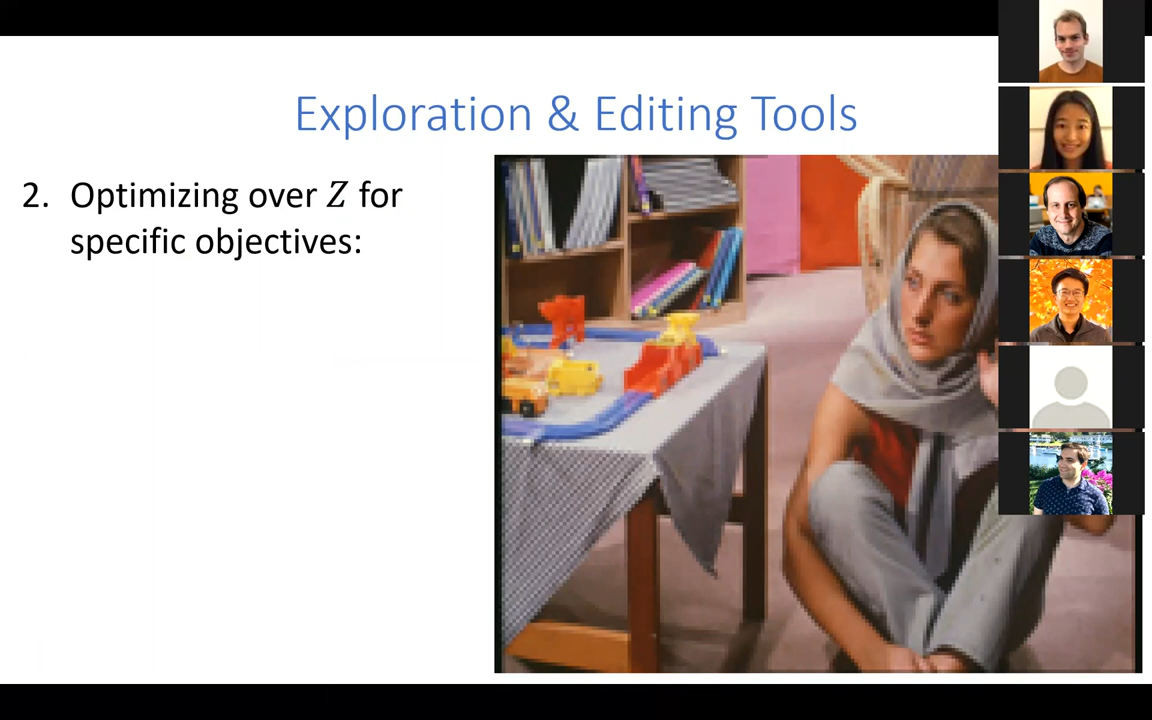 Exploration & Editing Tools
2. Optimizing over Z for
specific objectives: